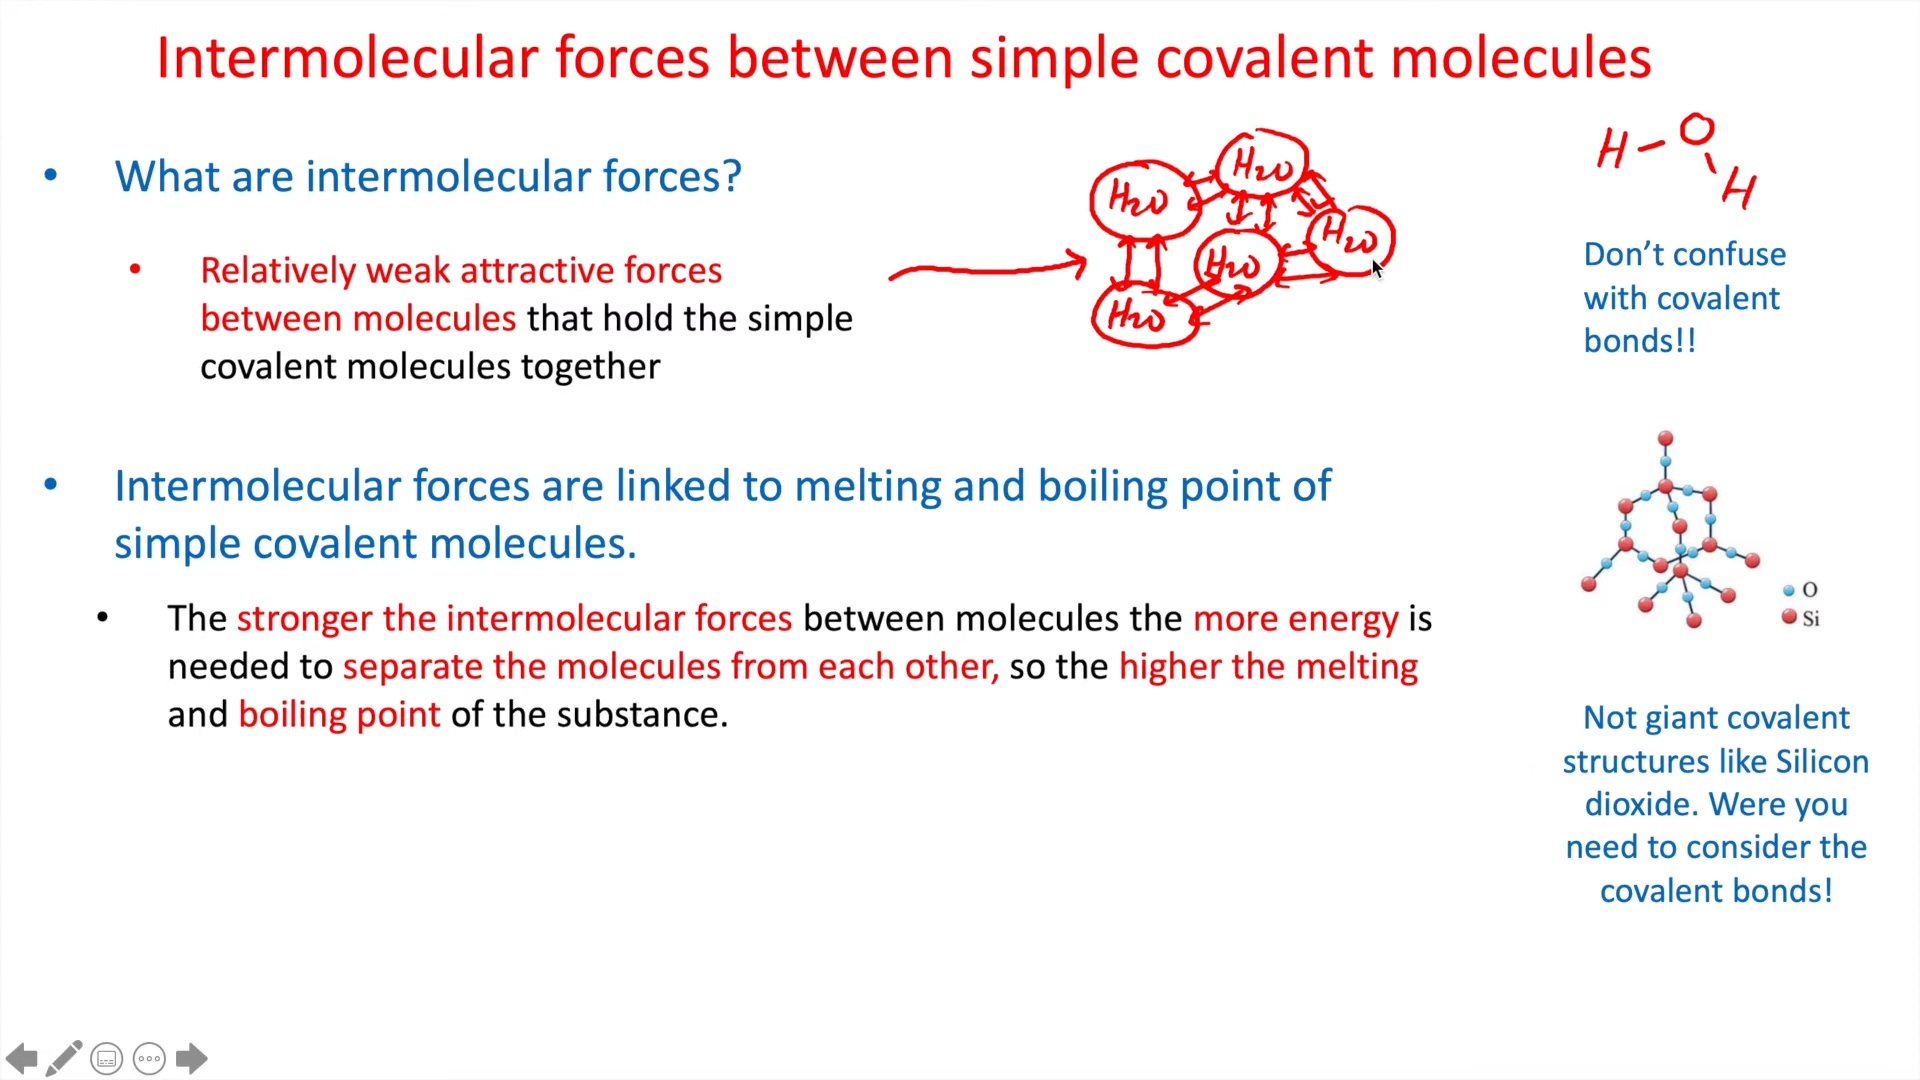 Intermolecular forces between simple covalent molecules
• What are intermolecular forces?
• Relatively weak attractive forces
between molecules that hold the simple
covalent molecules together
H2O
H2O
H2O
H2O
H2O
H - O
\
H
Don’t confuse
with covalent
bonds!!
• Intermolecular forces are linked to melting and boiling point of
simple covalent molecules.
• The stronger the intermolecular forces between molecules the more energy is
needed to separate the molecules from each other, so the higher the melting
and boiling point of the substance.
O
Si
Not giant covalent
structures like Silicon
dioxide. Were you
need to consider the
covalent bonds!